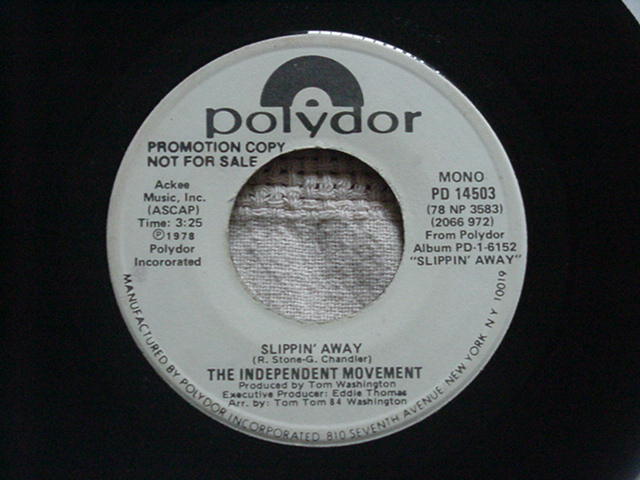 polydor
PROMOTION COPY
NOT FOR SALE
Ackee
Music, Inc.
(ASCAP)
Time: 3:25
Ⓟ1978
Polydor
Incororated
MONO
PD 14503
(78 NP 3583)
(2066 972)
From Polydor
Album PD-1-6152
"SLIPPIN' AWAY"
SLIPPIN' AWAY
(R. Stone-G. Chandler)
THE INDEPENDENT MOVEMENT
Produced by Tom Washington
Executive Producer: Eddie Thomas
Arr. by: Tom Tom 84 Washington
MANUFACTURED BY POLYDOR INCORPORATED 810 SEVENTH AVENUE NEW YORK NY 10019